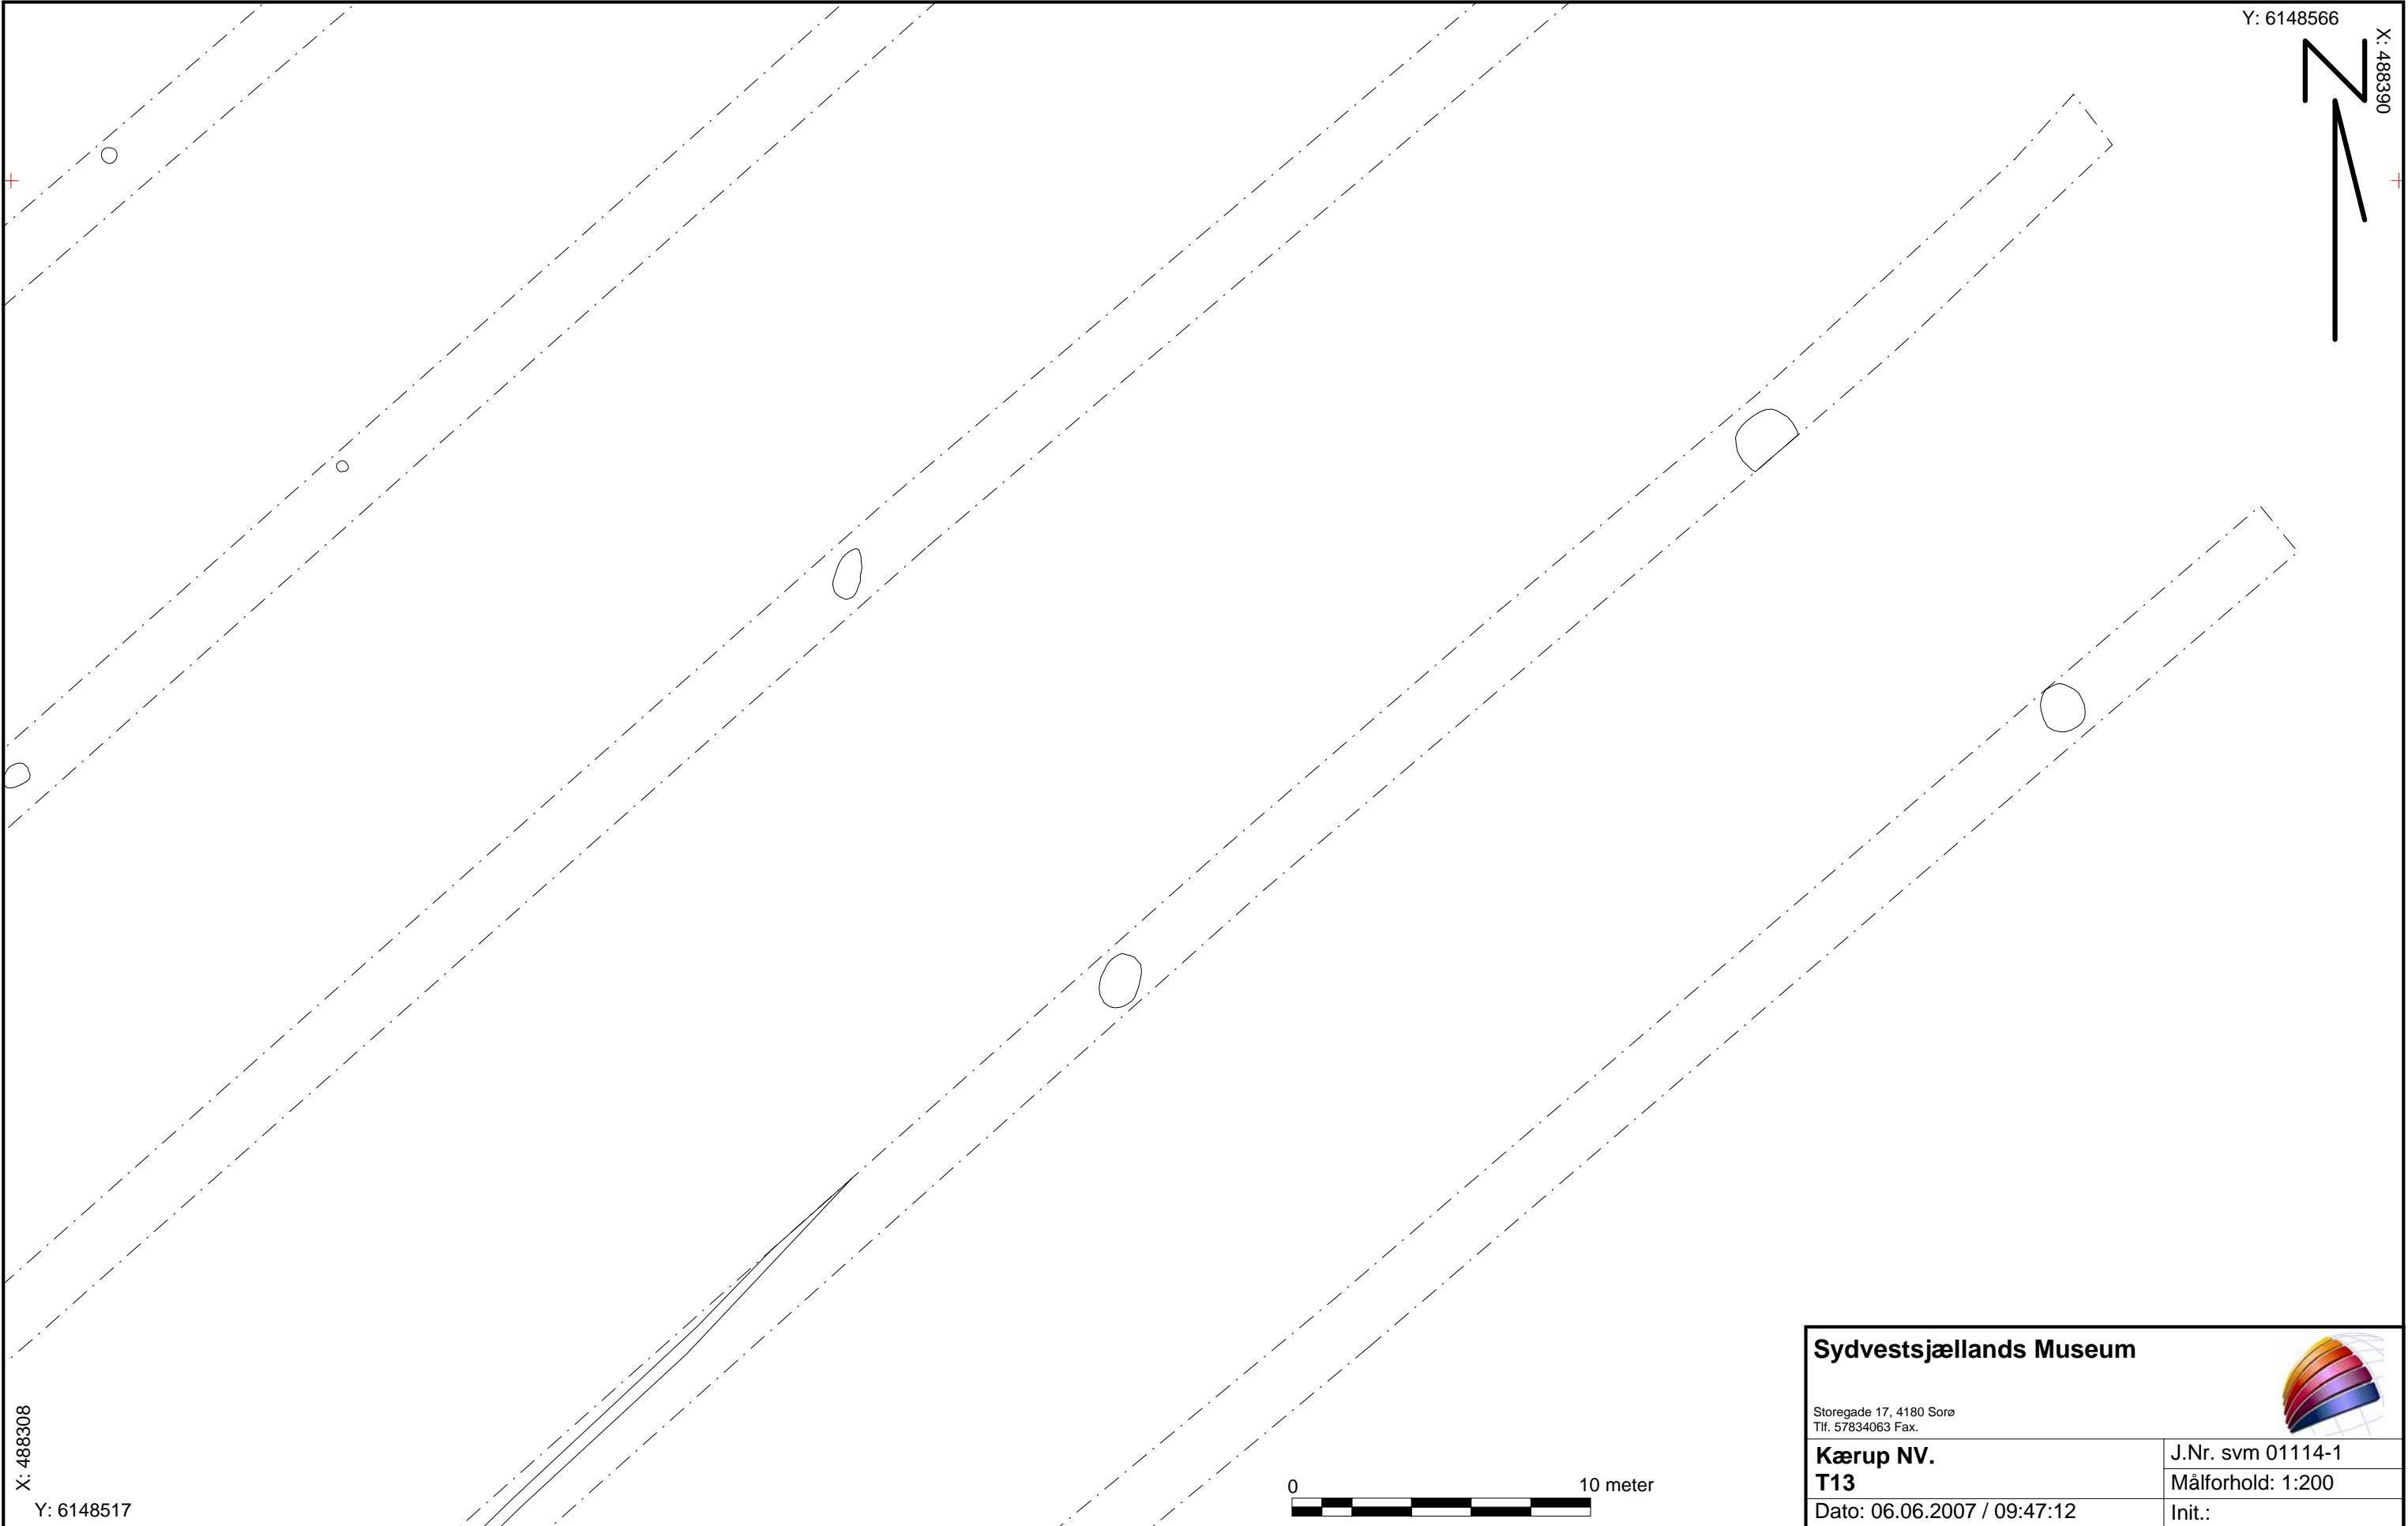 Y: 6148566
X: 488390
X: 488308
Y: 6148517
0 10 meter
Sydvestsjællands Museum
Storegade 17, 4180 Sorø
Tlf. 57834063 Fax.
Kærup NV.
T13
J.Nr. svm 01114-1
Målforhold: 1:200
Dato: 06.06.2007 / 09:47:12
Init.: